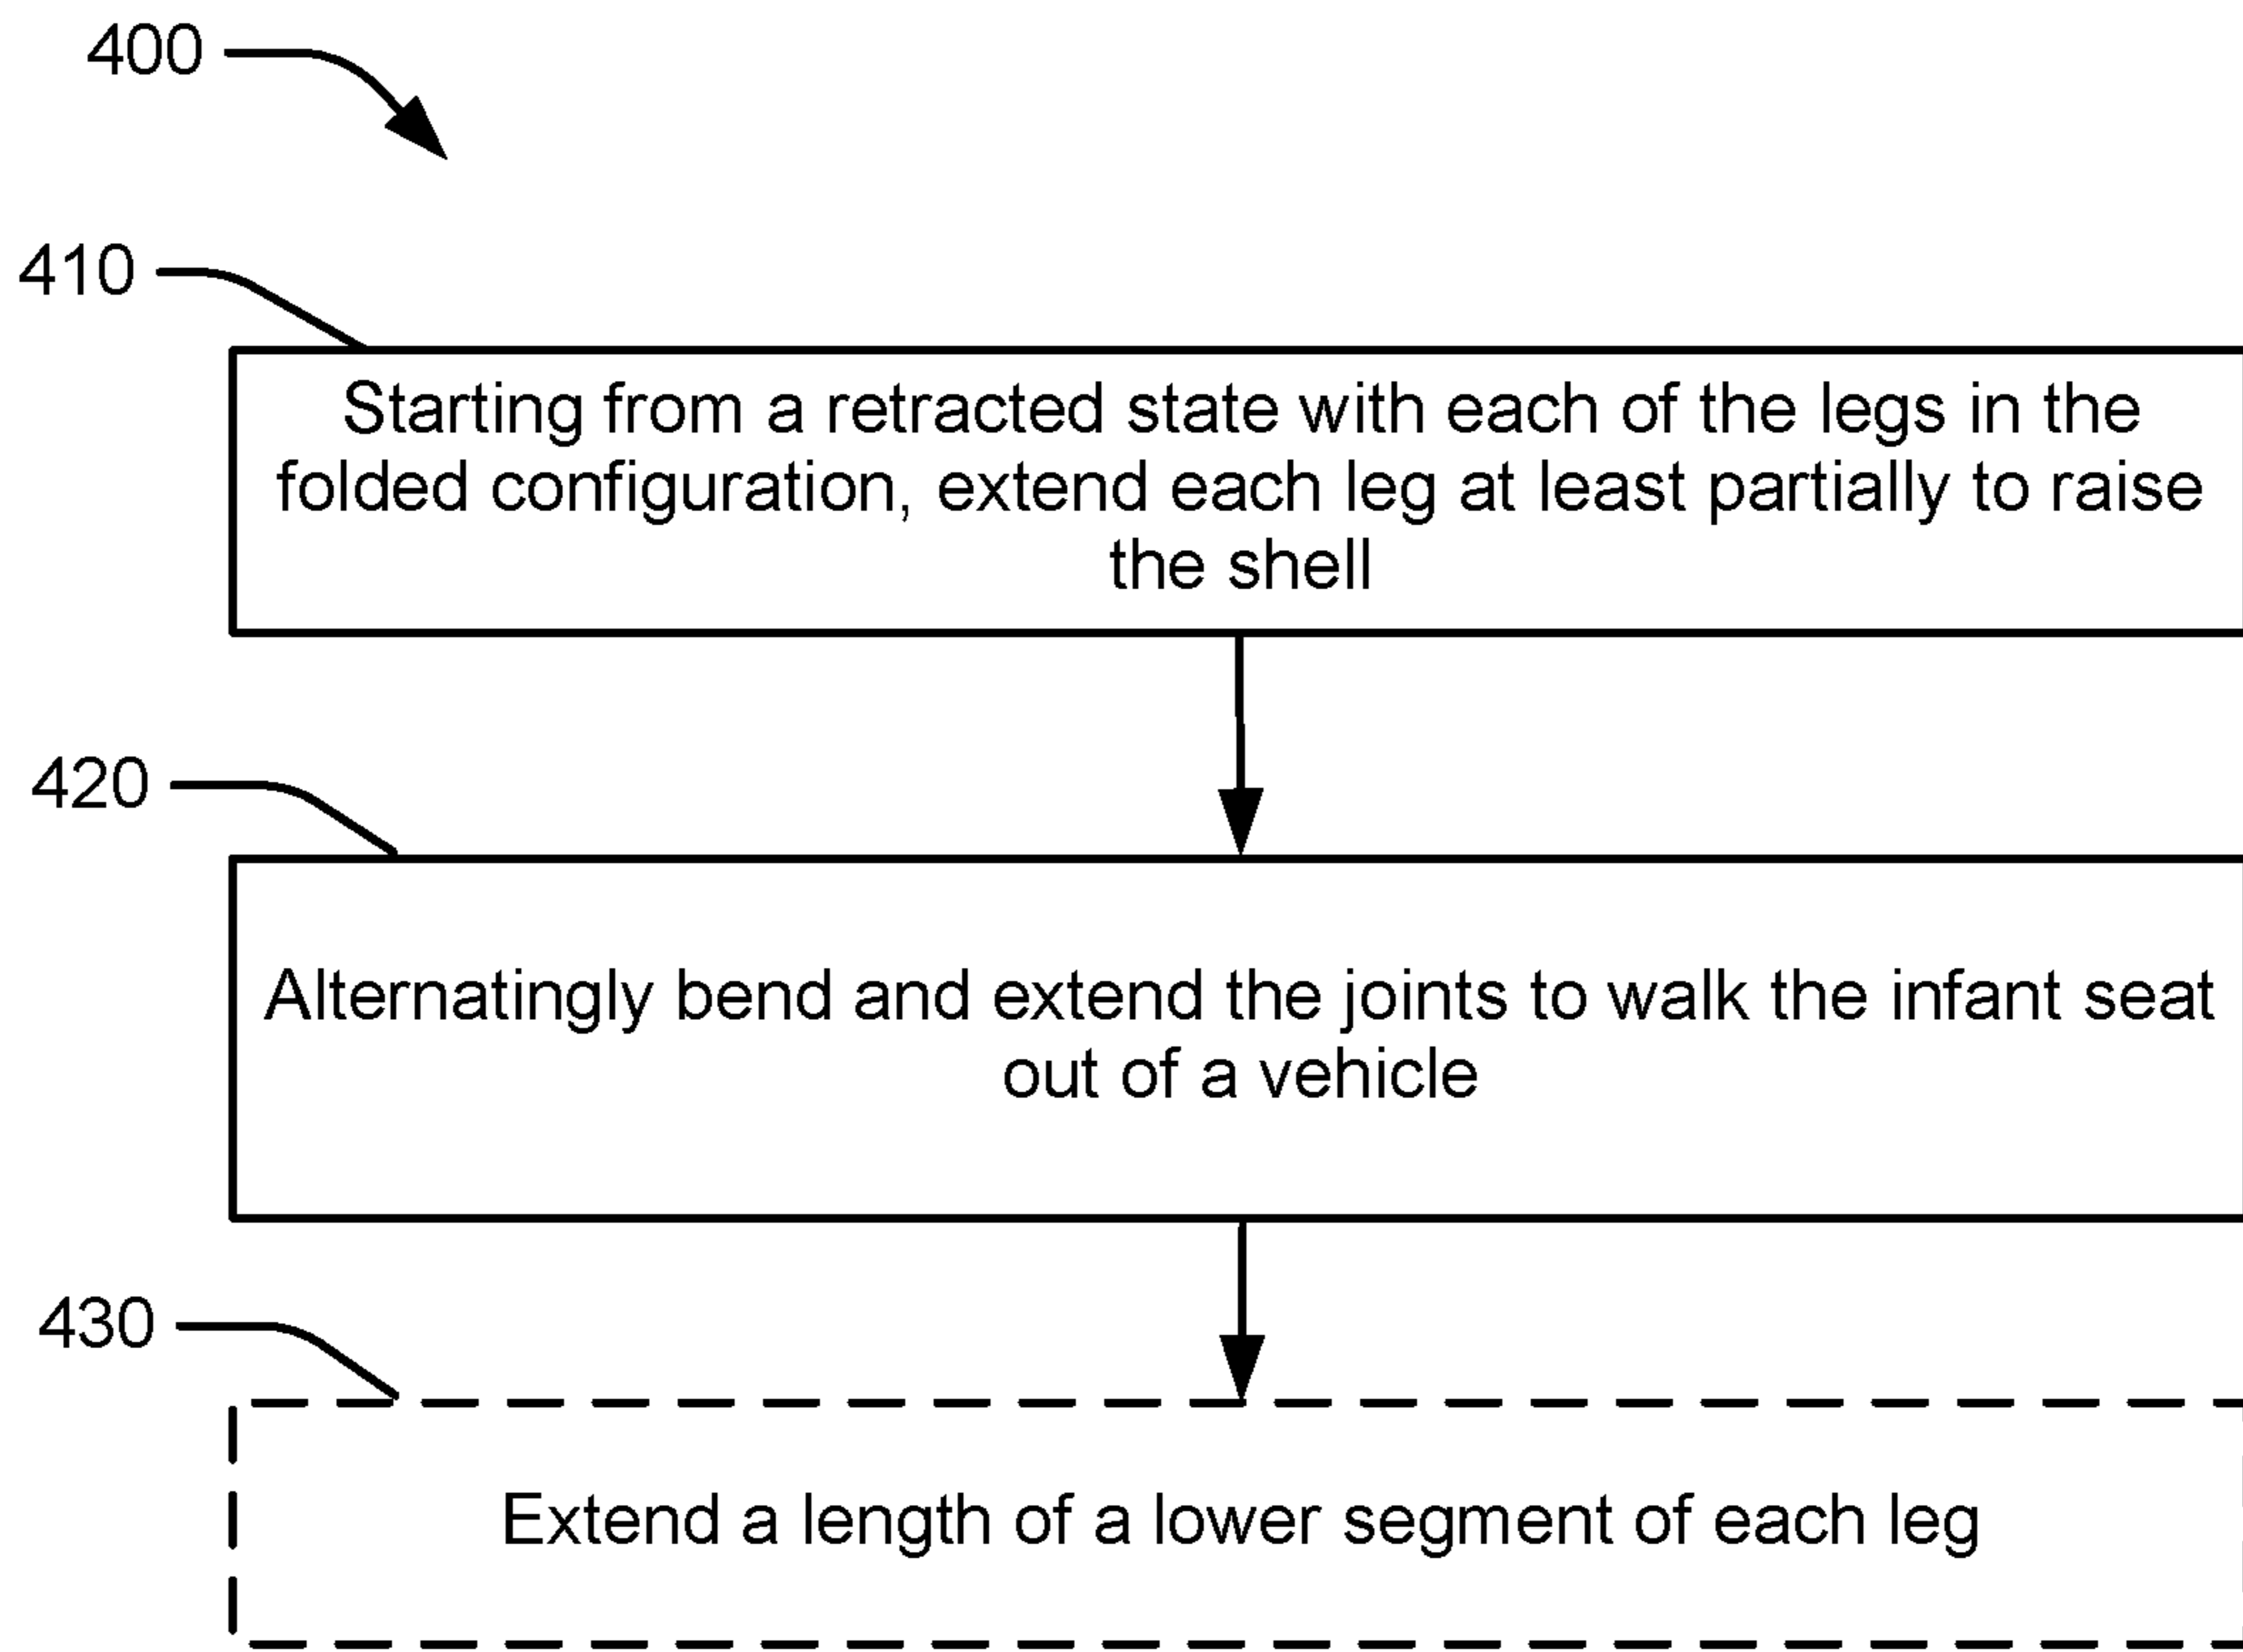 400
410
Starting from a retracted state with each of the legs in the
folded configuration, extend each leg at least partially to raise
the shell
420
Alternatingly bend and extend the joints to walk the infant seat
out of a vehicle
430
Extend a length of a lower segment of each leg